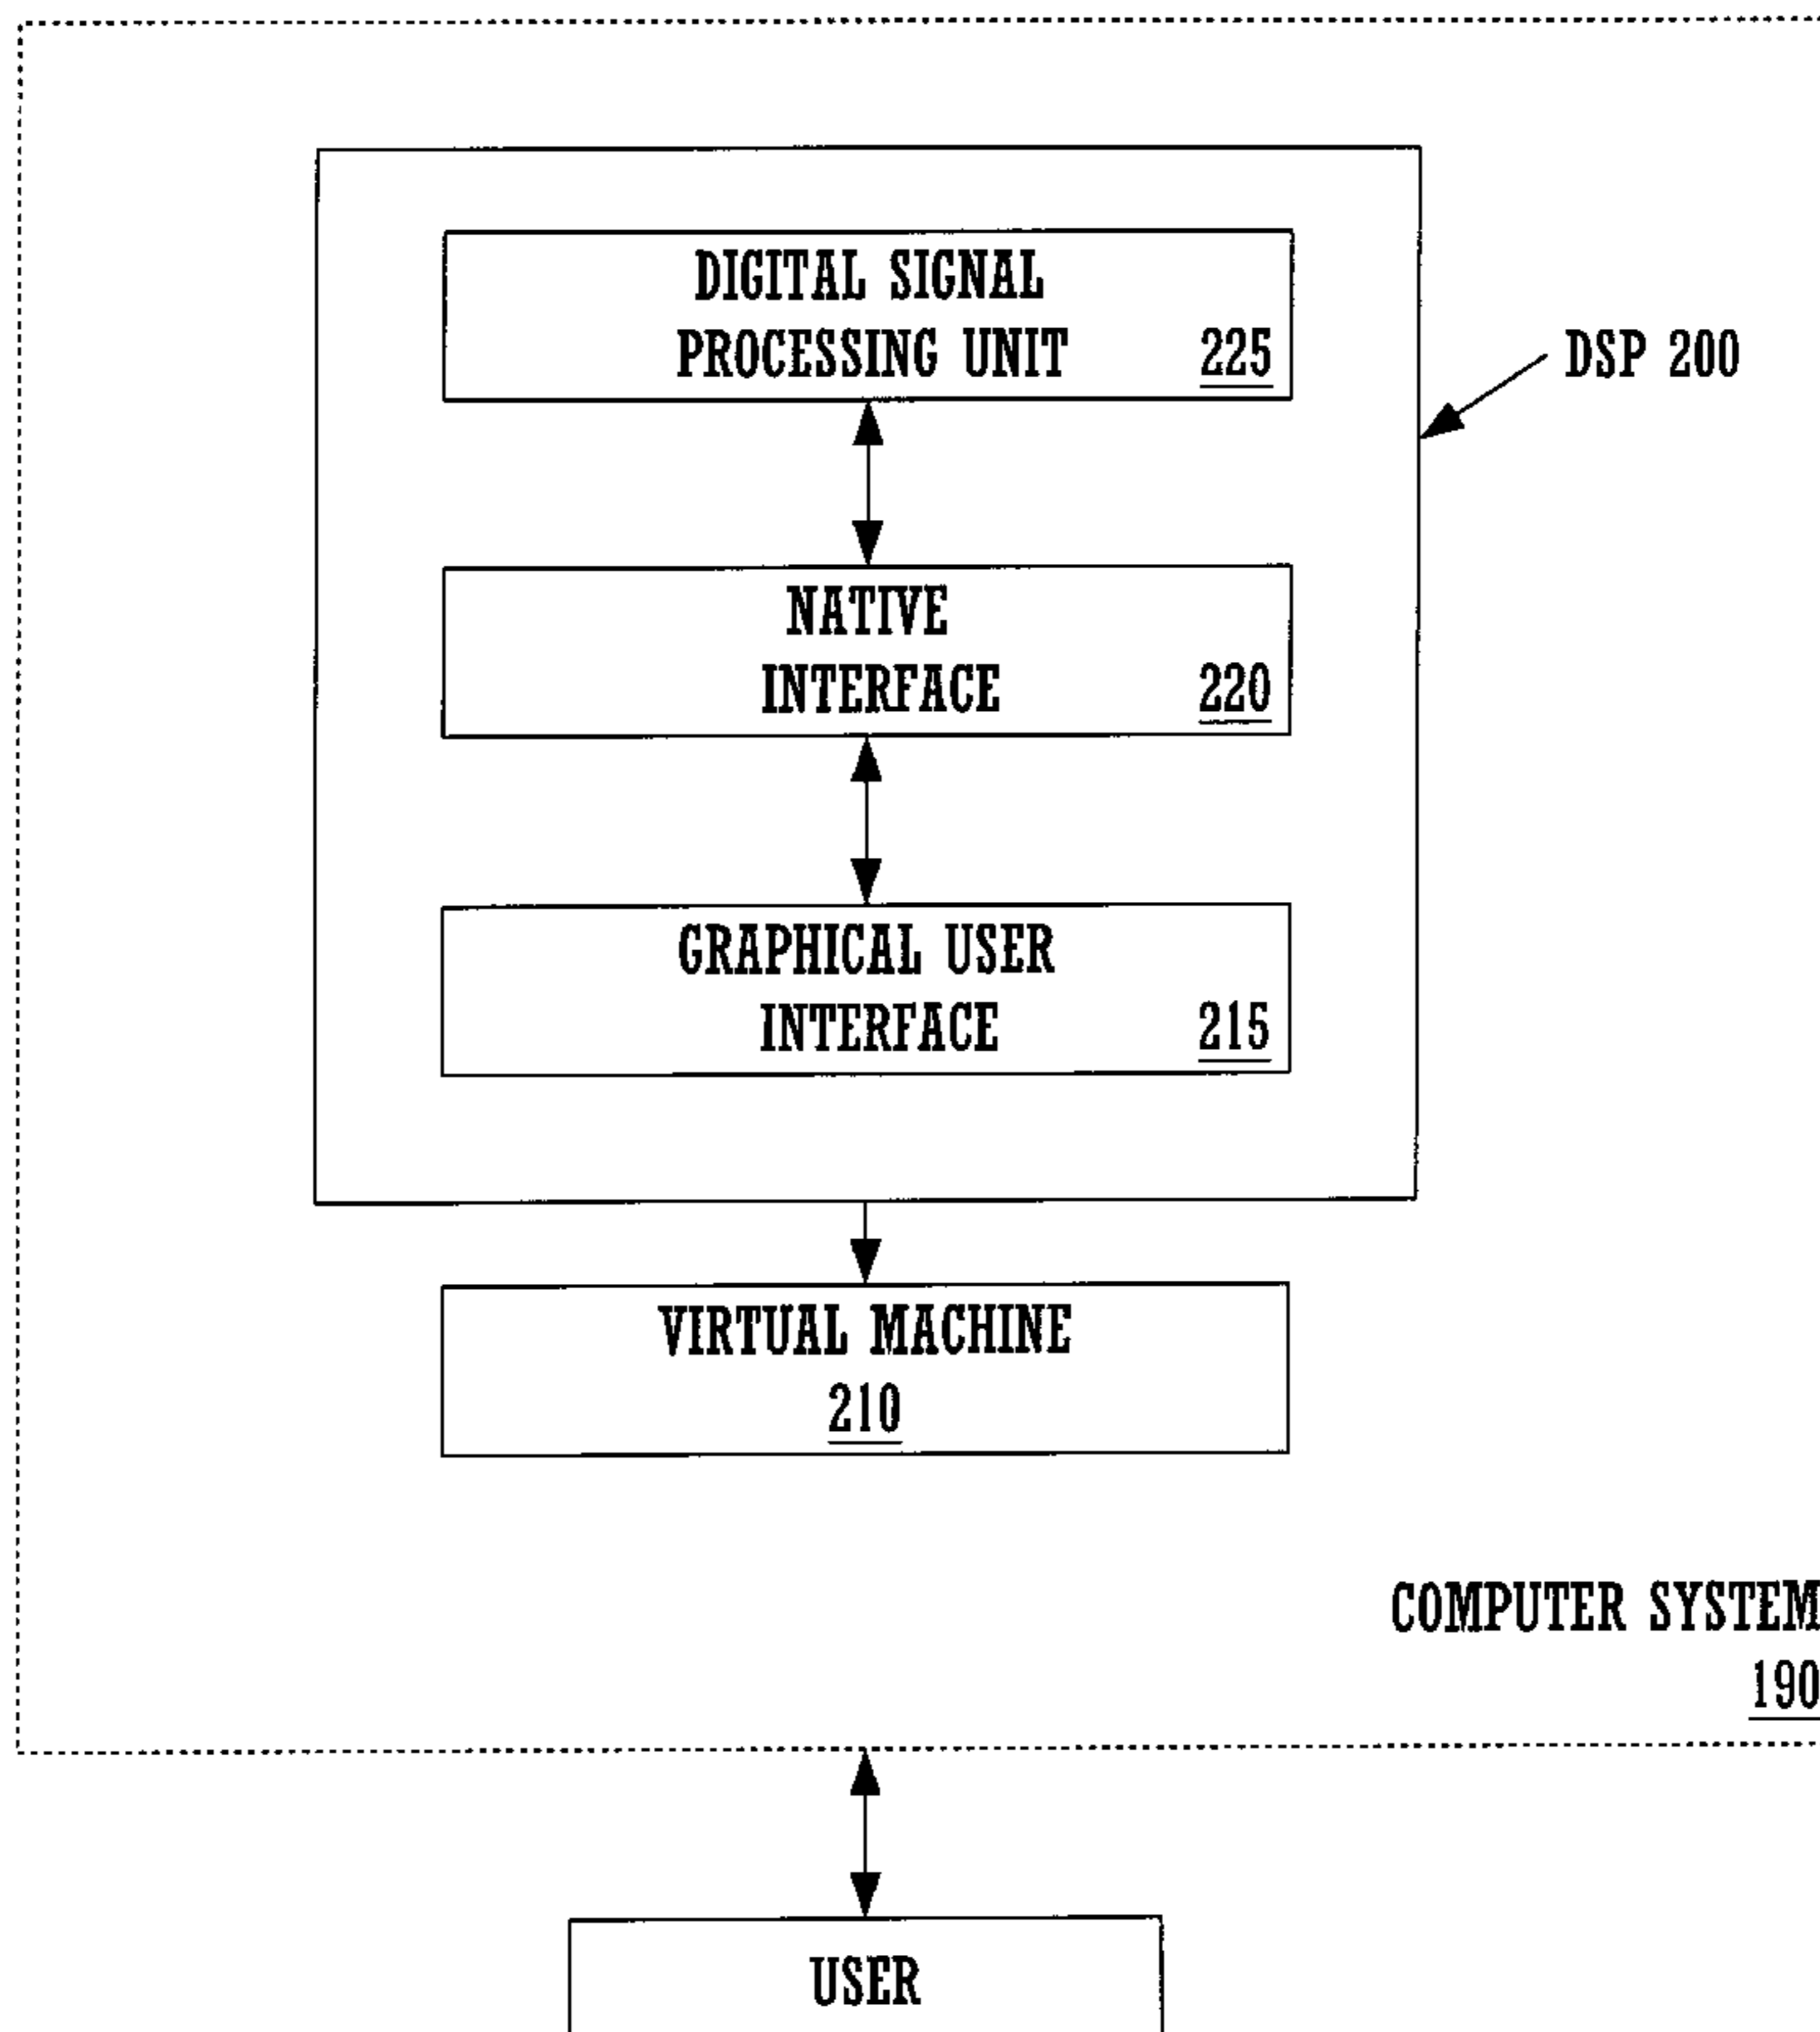 DIGITAL SIGNAL
PROCESSING UNIT 225
DSP 200
NATIVE
INTERFACE 220
GRAPHICAL USER
INTERFACE 215
VIRTUAL MACHINE
210
COMPUTER SYSTEM
190
USER